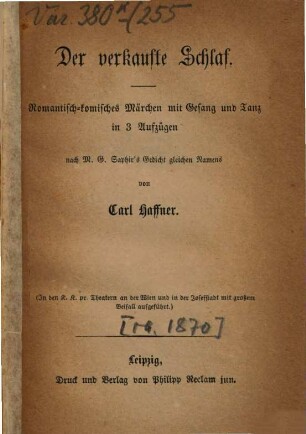 Var. 380ⁿ/255
Der verkaufte Schlaf.
Romantisch-komisches Märchen mit Gesang und Tanz
in 3 Aufzügen
nach M. G. Saphir's Gedicht gleichen Namens
von
Carl Haffner.
(In den K. K. pr. Theatern an der Wien und in der Josefstadt mit großem
Beifall aufgeführt.)
[ca. 1870]
Leipzig,
Druck und Verlag von Philipp Reclam jun.